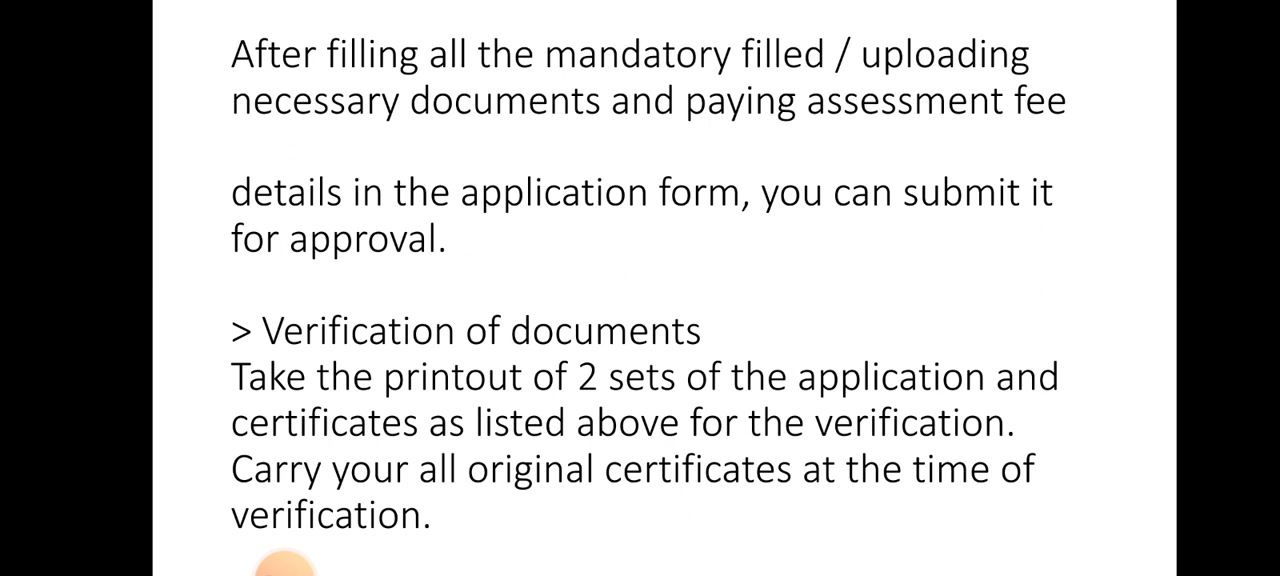 After filling all the mandatory filled / uploading
necessary documents and paying assessment fee
details in the application form, you can submit it
for approval.
> Verification of documents
Take the printout of 2 sets of the application and
certificates as listed above for the verification.
Carry your all original certificates at the time of
verification.